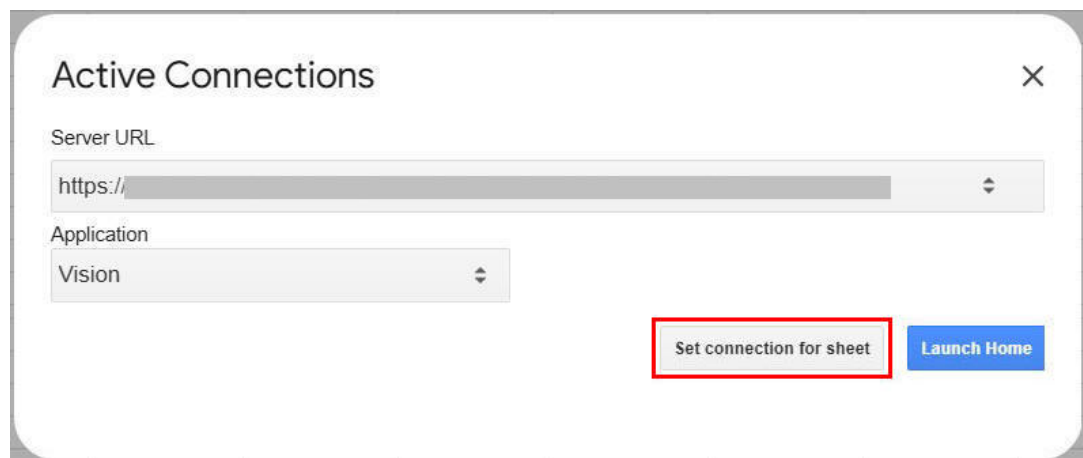 Active Connections
Server URL
https://
Application
Vision
Set connection for sheet
Launch Home